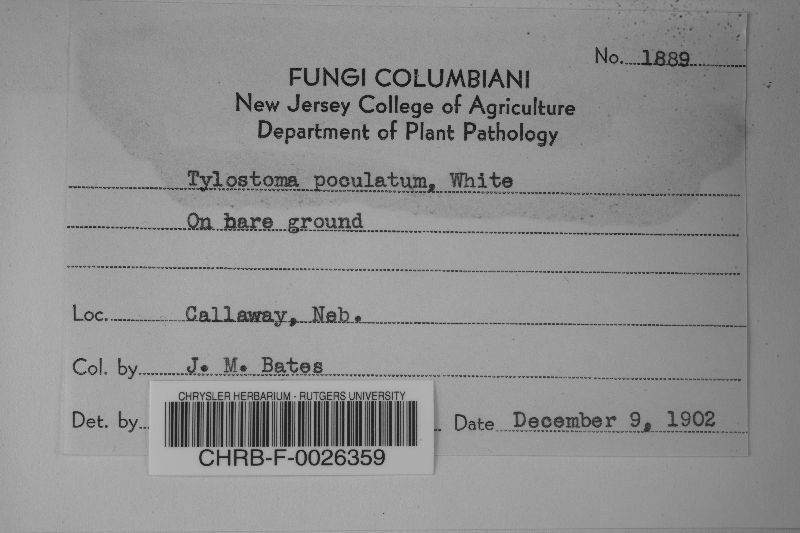 No. 1889
FUNGI COLUMBIANI
New Jersey College of Agriculture
Department of Plant Pathology
Tylostoma poculatum, White
On bare ground
Loc. Callaway, Neb.
Col. by J. M. Bates
Det. by Date December 9, 1902
CHRYSLER HERBARIUM - RUTGERS UNIVERSITY
CHRB-F-0026359